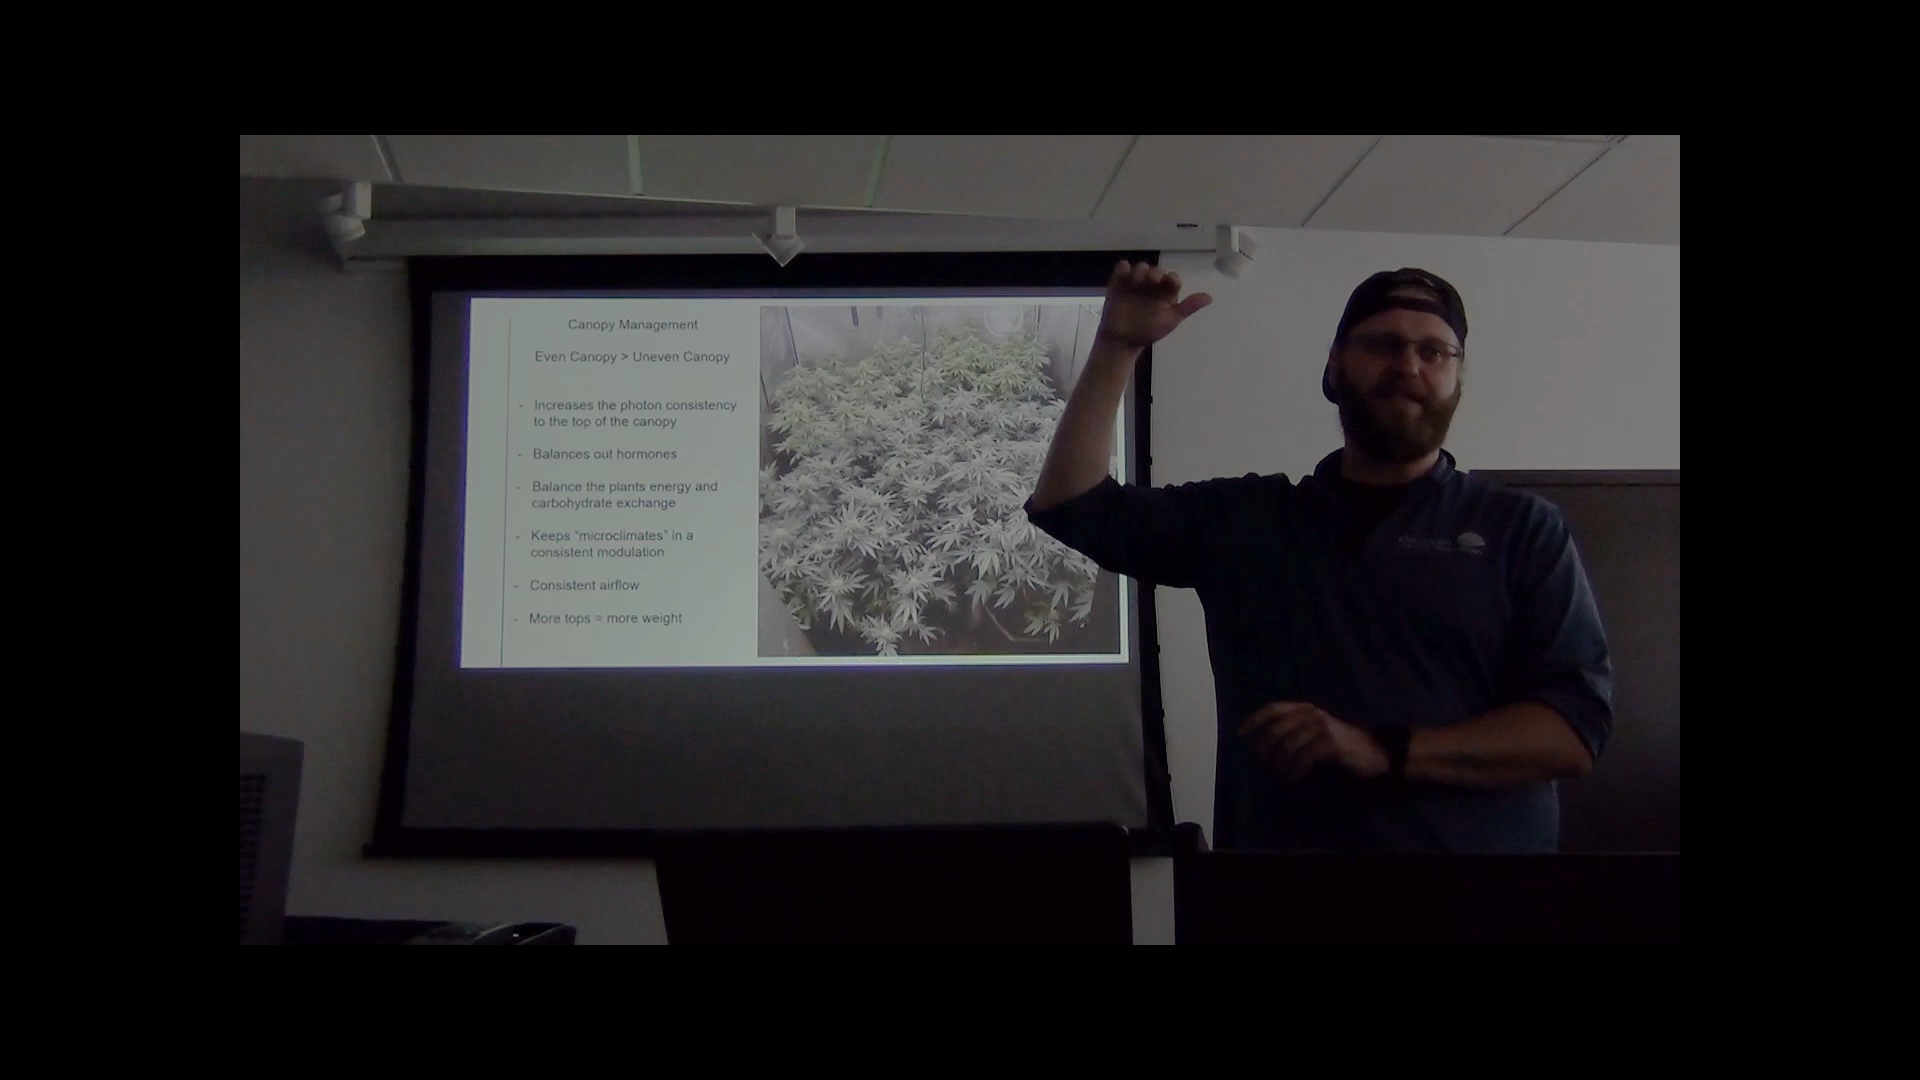 Canopy Management
Even Canopy > Uneven Canopy
- Increases the photon consistency
to the top of the canopy
- Balances out hormones
- Balance the plants energy and
carbohydrate exchange
- Keeps “microclimates” in a
consistent modulation
- Consistent airflow
- More tops = more weight